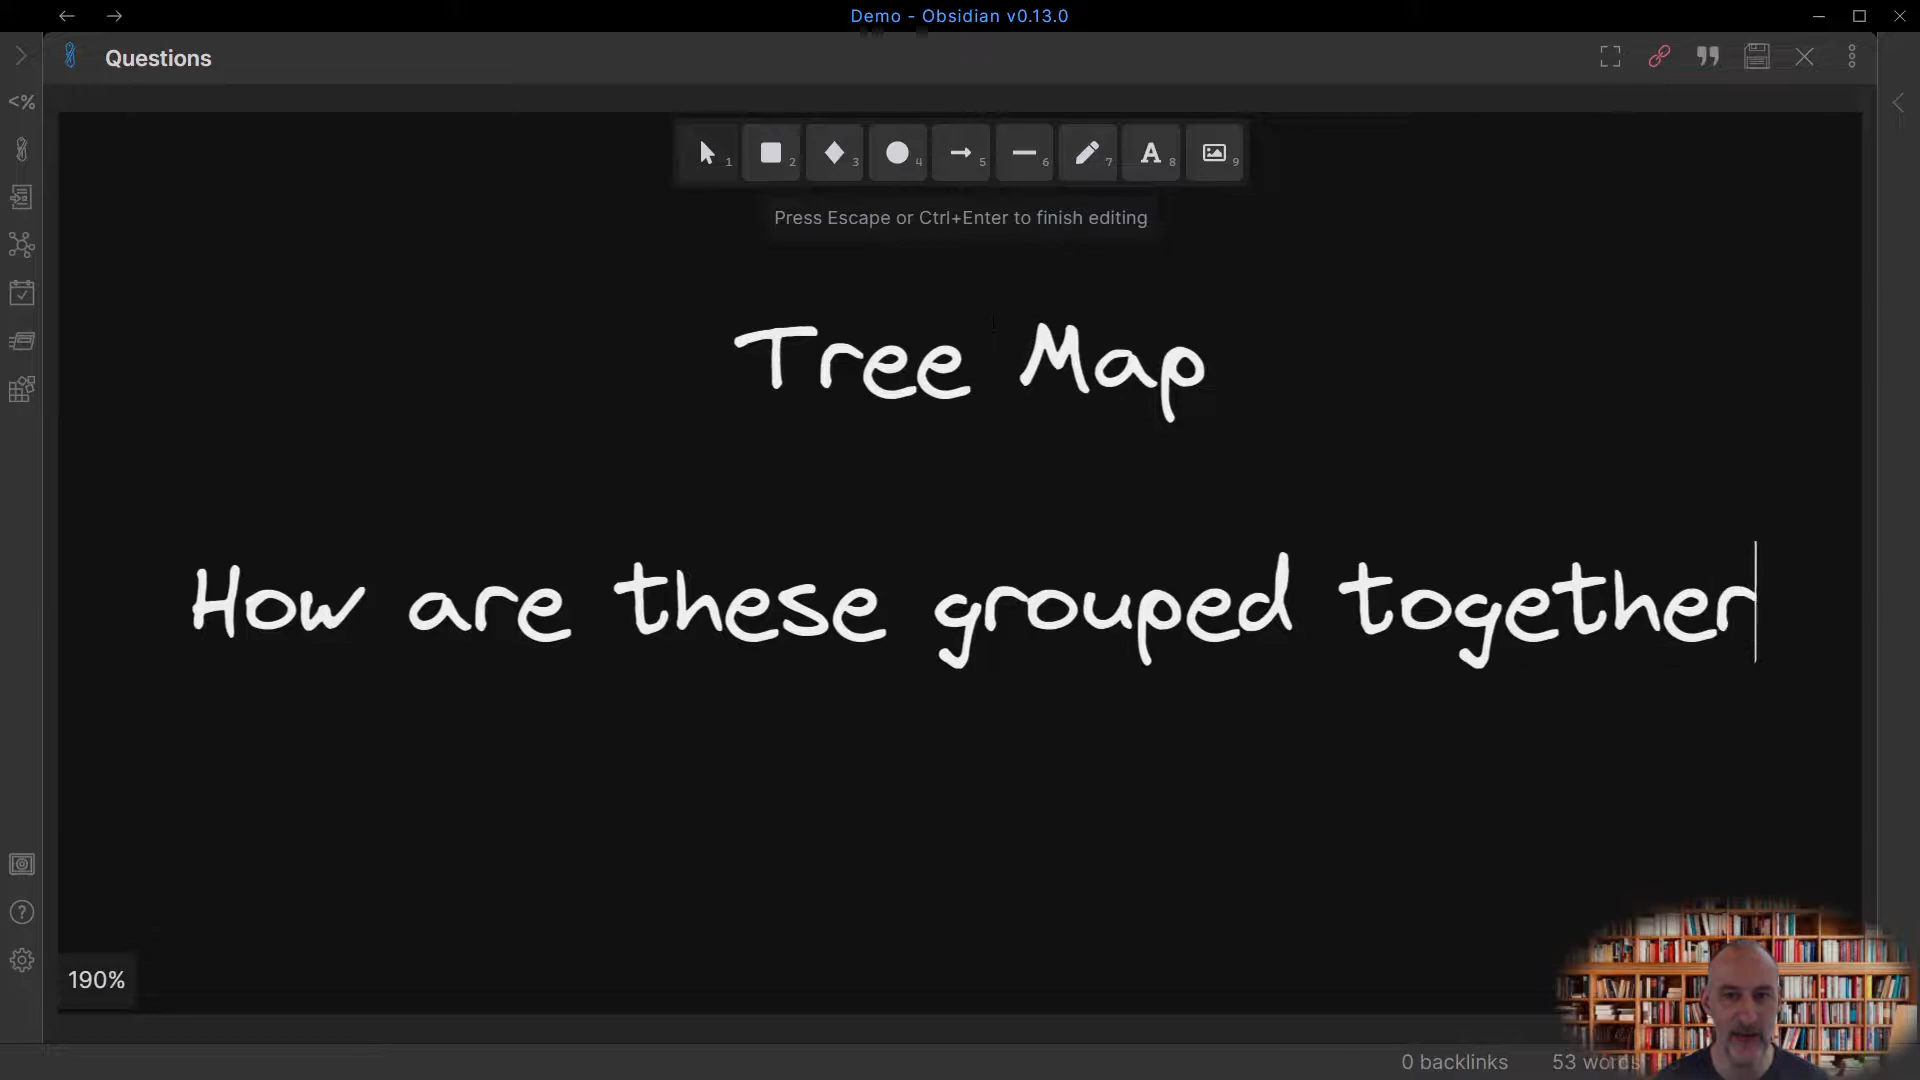 Demo - Obsidian v0.13.0
<%
Questions
1 2 3 4 5 6 7 A 8 9
Press Escape or Ctrl+Enter to finish editing
Tree Map
How are these grouped together
190%
0 backlinks
53 words